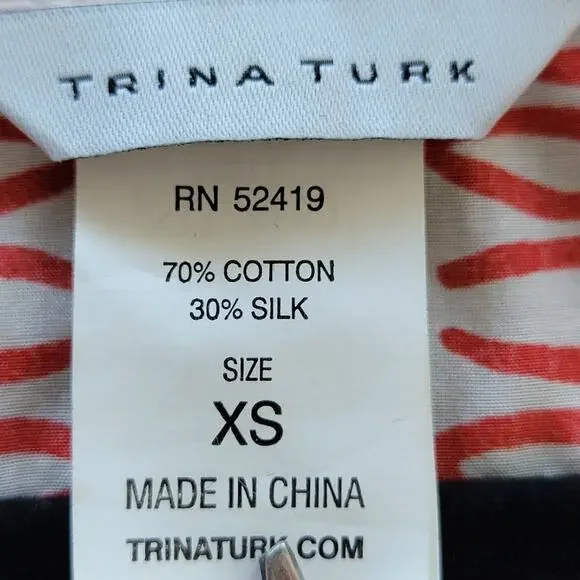 TRINA TURK
RN 52419
70% COTTON
30% SILK
SIZE
XS
MADE IN CHINA
TRINATURK.COM